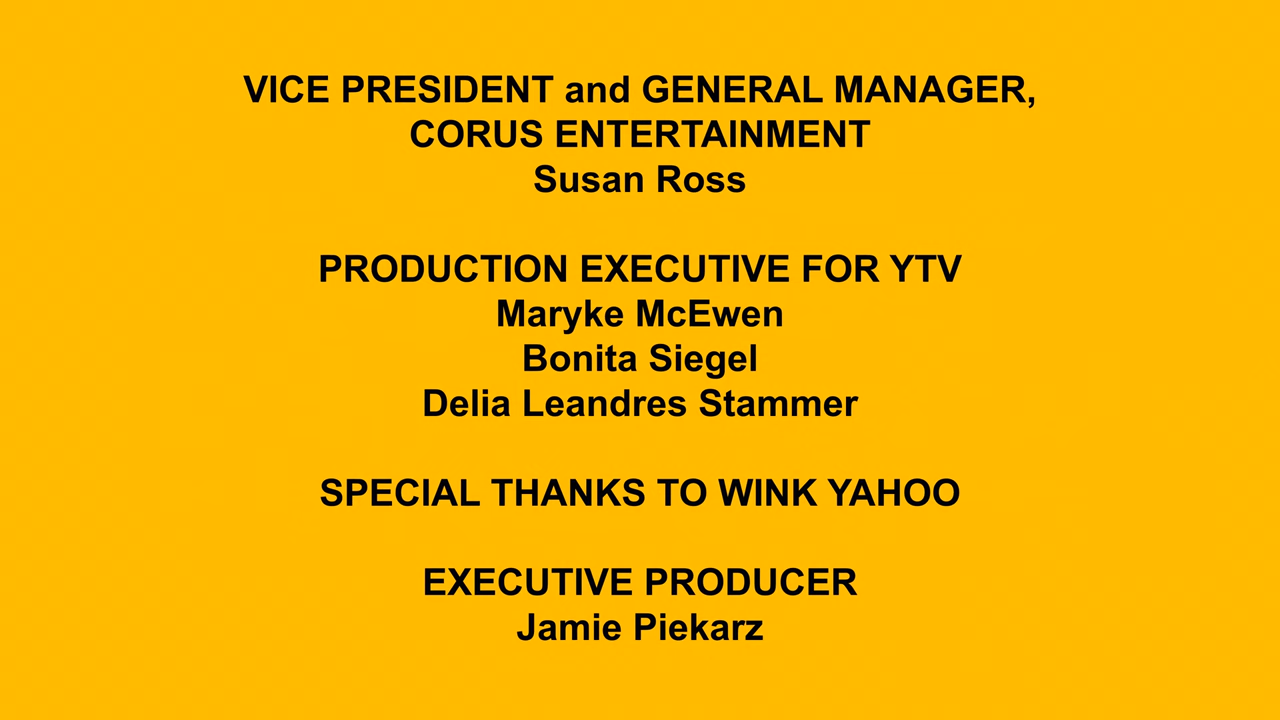 VICE PRESIDENT and GENERAL MANAGER,
CORUS ENTERTAINMENT
Susan Ross
PRODUCTION EXECUTIVE FOR YTV
Maryke McEwen
Bonita Siegel
Delia Leandres Stammer
SPECIAL THANKS TO WINK YAHOO
EXECUTIVE PRODUCER
Jamie Piekarz